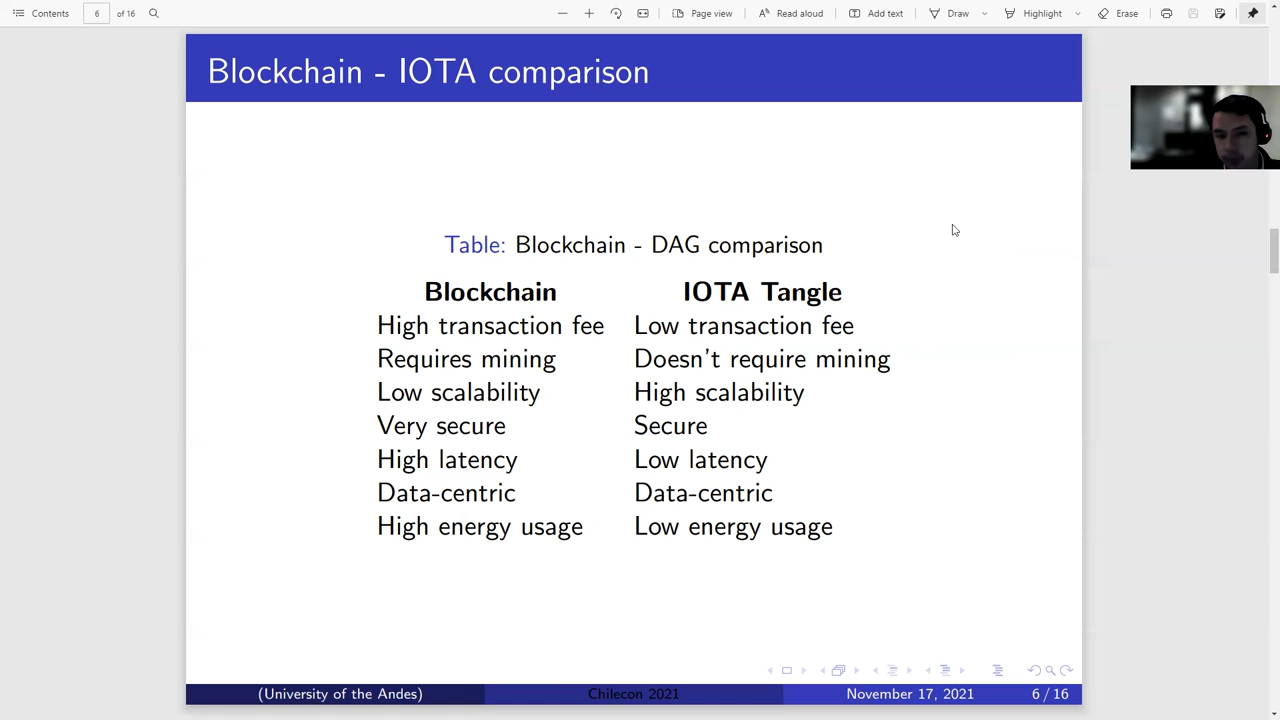 Contents 6 of 16 Page view Read aloud Add text Draw Highlight Erase
Blockchain - IOTA comparison
Table: Blockchain - DAG comparison
Blockchain IOTA Tangle
High transaction fee Low transaction fee
Requires mining Doesn't require mining
Low scalability High scalability
Very secure Secure
High latency Low latency
Data-centric Data-centric
High energy usage Low energy usage
(University of the Andes) Chilecon 2021 November 17, 2021 6 / 16